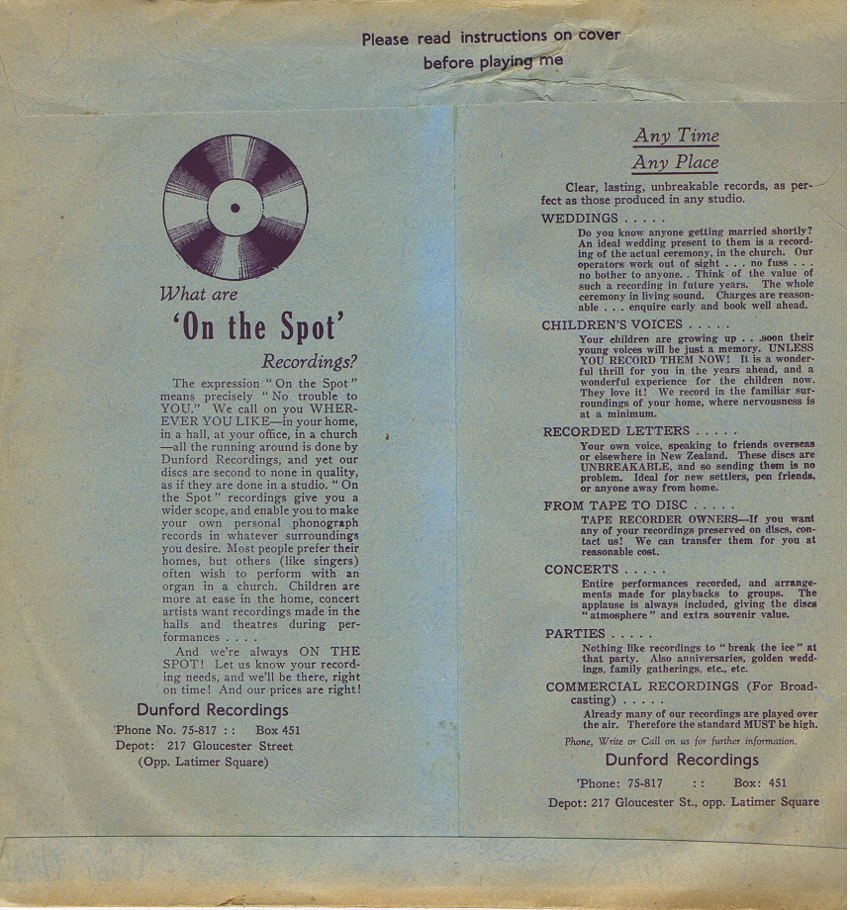 Please read instructions on cover
before playing me
What are
‘On the Spot’
Recordings?
The expression “On the Spot”
means precisely “No trouble to
YOU.” We call on you WHER-
EVER YOU LIKE—in your home,
in a hall, at your office, in a church
—all the running around is done by
Dunford Recordings, and yet our
discs are second to none in quality,
as if they are done in a studio. “On
the Spot” recordings give you a
wider scope, and enable you to make
your own personal phonograph
records in whatever surroundings
you desire. Most people prefer their
homes, but others (like singers)
often wish to perform with an
organ in a church. Children are
more at ease in the home, concert
artists want recordings made in the
halls and theatres during per-
formances . . . .
And we're always ON THE
SPOT! Let us know your record-
ing needs, and we'll be there, right
on time! And our prices are right!
Dunford Recordings
'Phone No. 75-817 : : Box 451
Depot: 217 Gloucester Street
(Opp. Latimer Square)
Any Time
Any Place
Clear, lasting, unbreakable records, as per-
fect as those produced in any studio.
WEDDINGS . . . . .
Do you know anyone getting married shortly?
An ideal wedding present to them is a record-
ing of the actual ceremony, in the church. Our
operators work out of sight . . . no fuss . . .
no bother to anyone. . Think of the value of
such a recording in future years. The whole
ceremony in living sound. Charges are reason-
able . . . enquire early and book well ahead.
CHILDREN'S VOICES . . . . .
Your children are growing up . . .soon their
young voices will be just a memory. UNLESS
YOU RECORD THEM NOW! It is a wonder-
ful thrill for you in the years ahead, and a
wonderful experience for the children now.
They love it! We record in the familiar sur-
roundings of your home, where nervousness is
at a minimum.
RECORDED LETTERS . . . . .
Your own voice, speaking to friends overseas
or elsewhere in New Zealand. These discs are
UNBREAKABLE, and so sending them is no
problem. Ideal for new settlers, pen friends,
or anyone away from home.
FROM TAPE TO DISC . . . . .
TAPE RECORDER OWNERS—If you want
any of your recordings preserved on discs, con-
tact us! We can transfer them for you at
reasonable cost.
CONCERTS . . . . .
Entire performances recorded, and arrange-
ments made for playbacks to groups. The
applause is always included, giving the discs
“atmosphere” and extra souvenir value.
PARTIES . . . . .
Nothing like recordings to “break the ice” at
that party. Also anniversaries, golden wedd-
ings, family gatherings, etc., etc.
COMMERCIAL RECORDINGS (For Broad-
casting) . . . . .
Already many of our recordings are played over
the air. Therefore the standard MUST be high.
Phone, Write or Call on us for further information.
Dunford Recordings
'Phone: 75-817 : : Box: 451
Depot: 217 Gloucester St., opp. Latimer Square